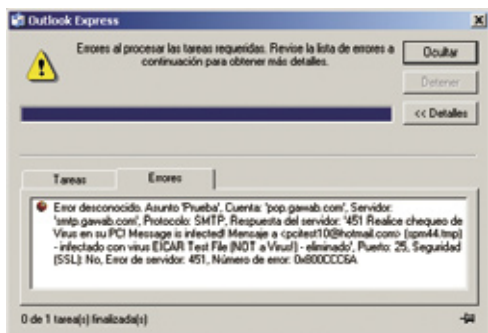 Outlook Express
Errores al procesar las tareas requeridas. Revise la lista de errores a
continuación para obtener más detalles.
Ocultar
Detener
<< Detalles
Tareas
Errores
Error desconocido. Asunto 'Prueba', Cuenta: 'pop.gawab.com', Servidor:
'smtp.gawab.com', Protocolo: SMTP, Respuesta del servidor: '451 Realice chequeo de
Virus en su PC! Message is infected! Mensaje a <pcitest10@hotmail.com> (spm44.tmp)
- infectado con virus EICAR Test File (NOT a Virus!) - eliminado', Puerto: 25, Seguridad
(SSL): No, Error de servidor: 451, Número de error: 0x800CCC6A
0 de 1 tarea(s) finalizada(s)